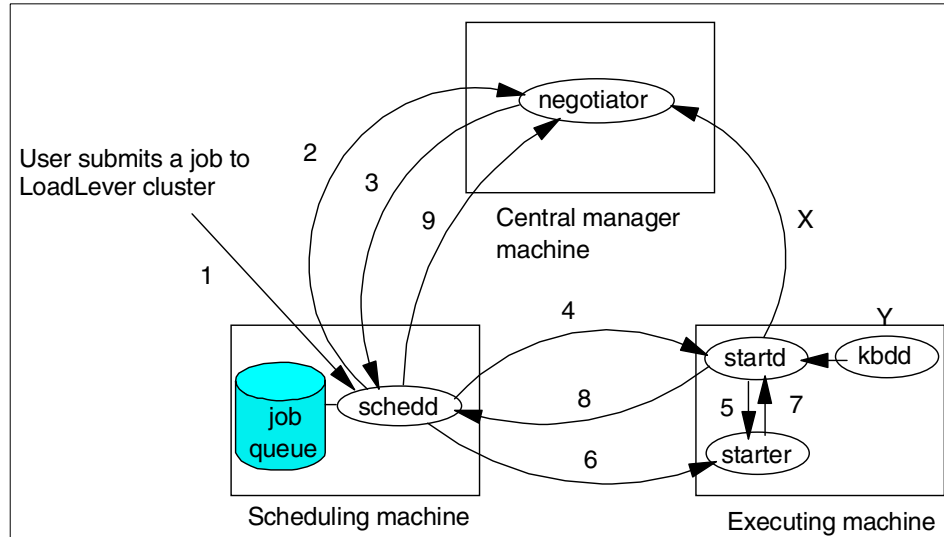 negotiator
User submits a job to
LoadLever cluster
2
3
9
Central manager
machine
X
1
4
Y
startd
kbdd
job
queue
schedd
8
5
7
6
starter
Scheduling machine
Executing machine